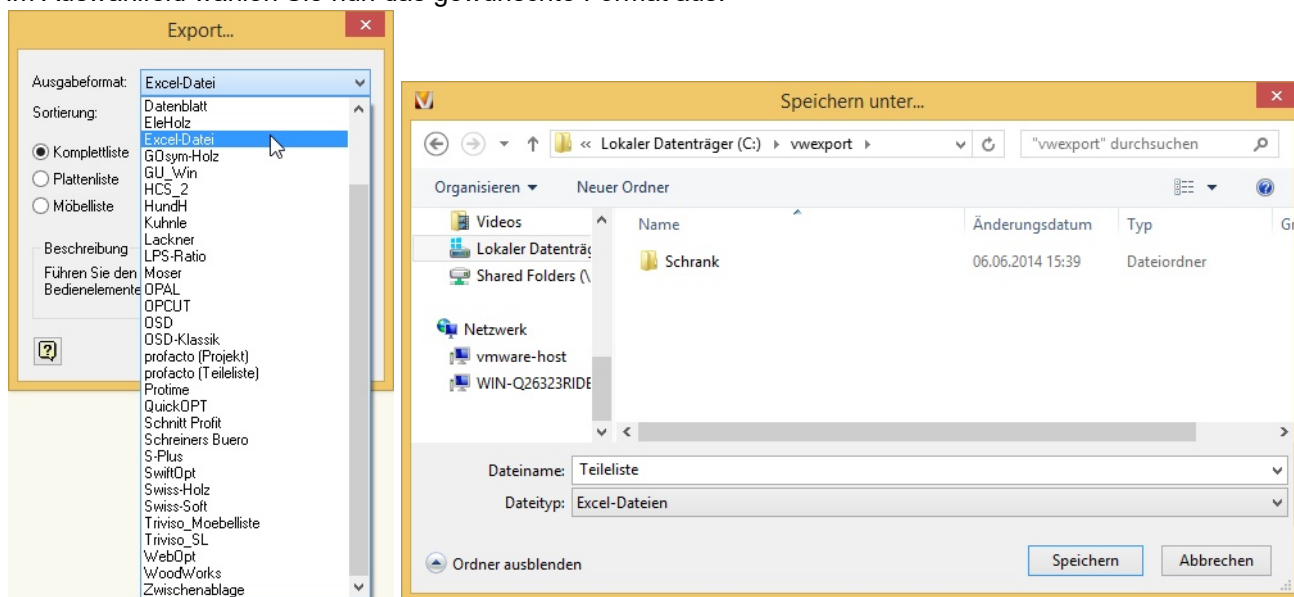 Export...
Ausgabeformat: Excel-Datei
Sortierung:
Komplettliste
Plattenliste
Möbelliste
Beschreibung
Führen Sie den
Bedienelemente
Datenblatt
EleHolz
Excel-Datei
GOsym-Holz
GU_Win
HCS_2
HundH
Kuhnle
Lackner
LPS-Ratio
Moser
OPAL
OPCUT
OSD
OSD-Klassik
profacto (Projekt)
profacto (Teileliste)
Protime
QuickOPT
Schnitt Profit
Schreiners Buero
S-Plus
SwiftOpt
Swiss-Holz
Swiss-Soft
Triviso_Moebelliste
Triviso_SL
WebOpt
WoodWorks
Zwischenablage
Speichern unter...
« Lokaler Datenträger (C:) vwexport
"vwexport" durchsuchen
Organisieren Neuer Ordner
Videos
Lokaler Datenträg
Shared Folders (\
Netzwerk
vmware-host
WIN-Q26323RIDE
Name Änderungsdatum Typ
Schrank 06.06.2014 15:39 Dateiordner
Dateiname: Teileliste
Dateityp: Excel-Dateien
Ordner ausblenden Speichern Abbrechen